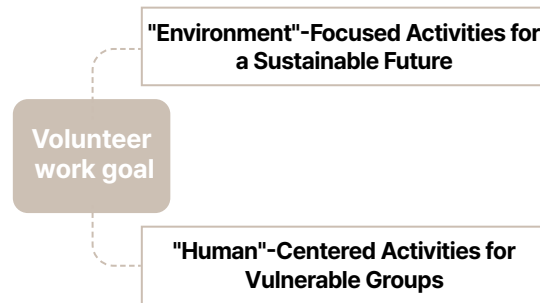 "Environment"-Focused Activities for
a Sustainable Future
Volunteer
work goal
"Human"-Centered Activities for
Vulnerable Groups